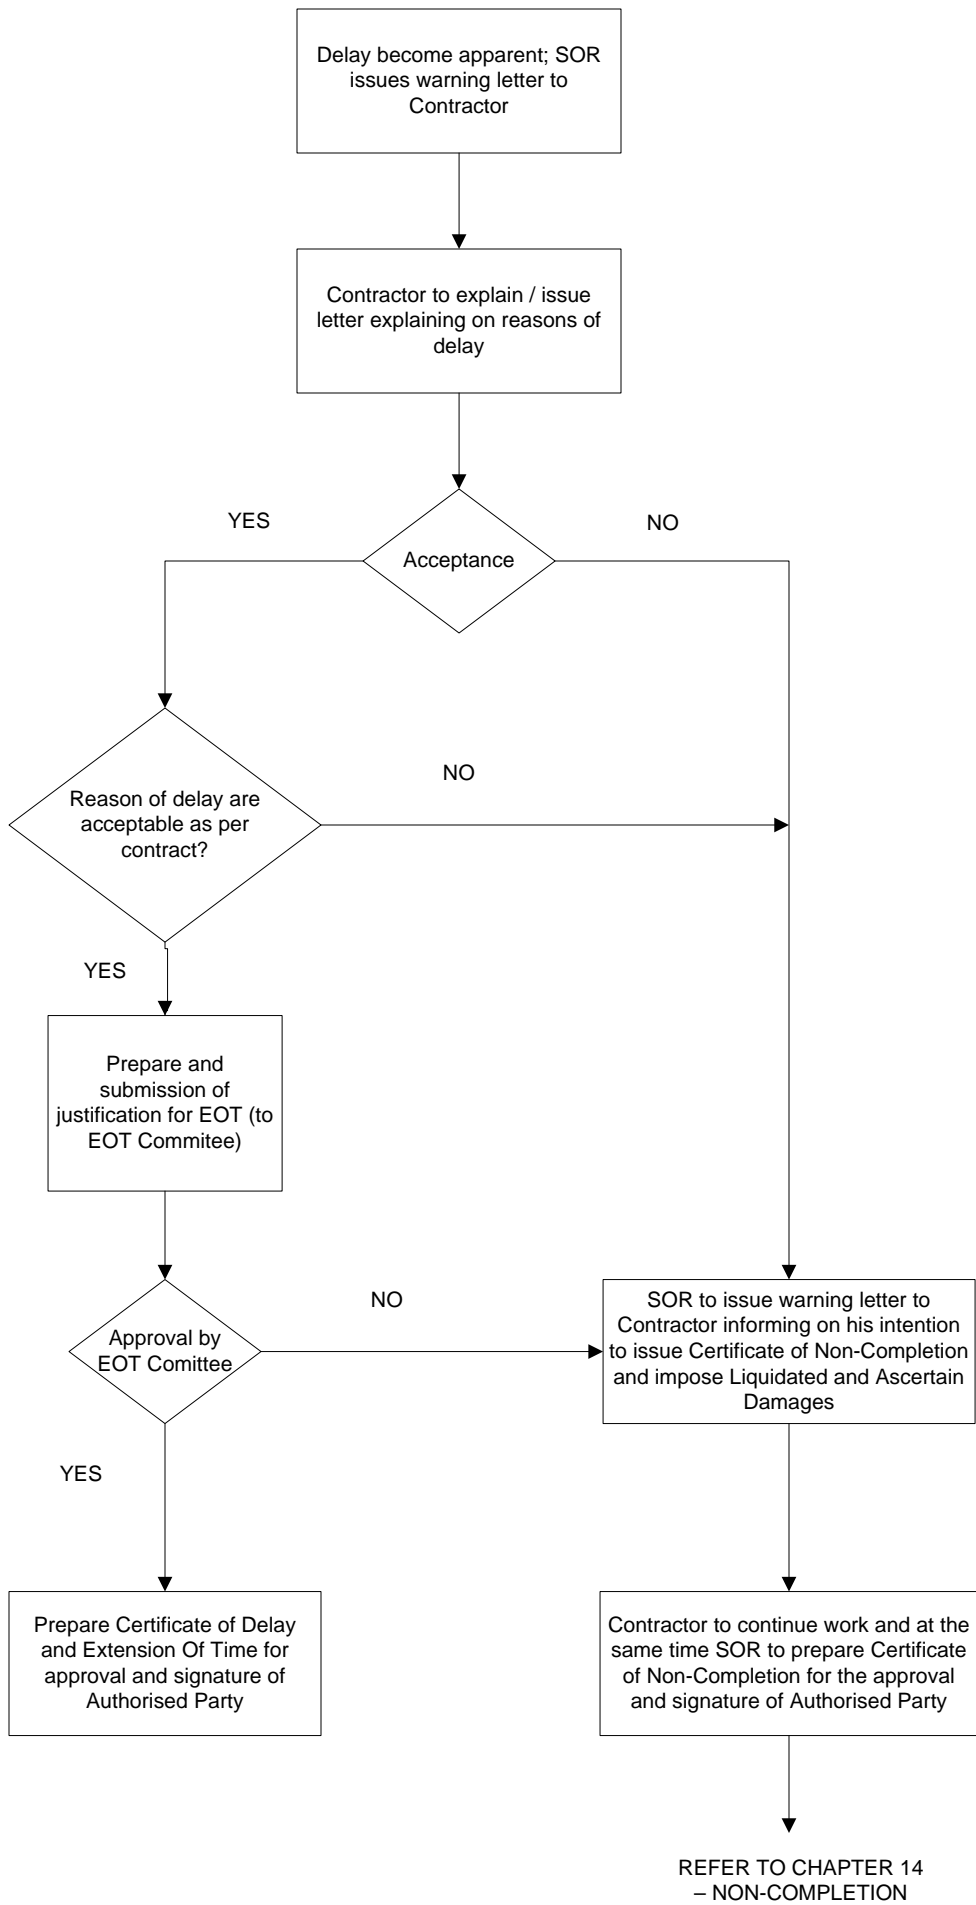 Delay become apparent; SOR
issues warning letter to
Contractor
Contractor to explain / issue
letter explaining on reasons of
delay
YES
NO
Acceptance
Reason of delay are
acceptable as per
contract?
NO
YES
Prepare and
submission of
justification for EOT (to
EOT Commitee)
Approval by
EOT Comittee
NO
SOR to issue warning letter to
Contractor informing on his intention
to issue Certificate of Non-Completion
and impose Liquidated and Ascertain
Damages
YES
Prepare Certificate of Delay
and Extension Of Time for
approval and signature of
Authorised Party
Contractor to continue work and at the
same time SOR to prepare Certificate
of Non-Completion for the approval
and signature of Authorised Party
REFER TO CHAPTER 14
– NON-COMPLETION